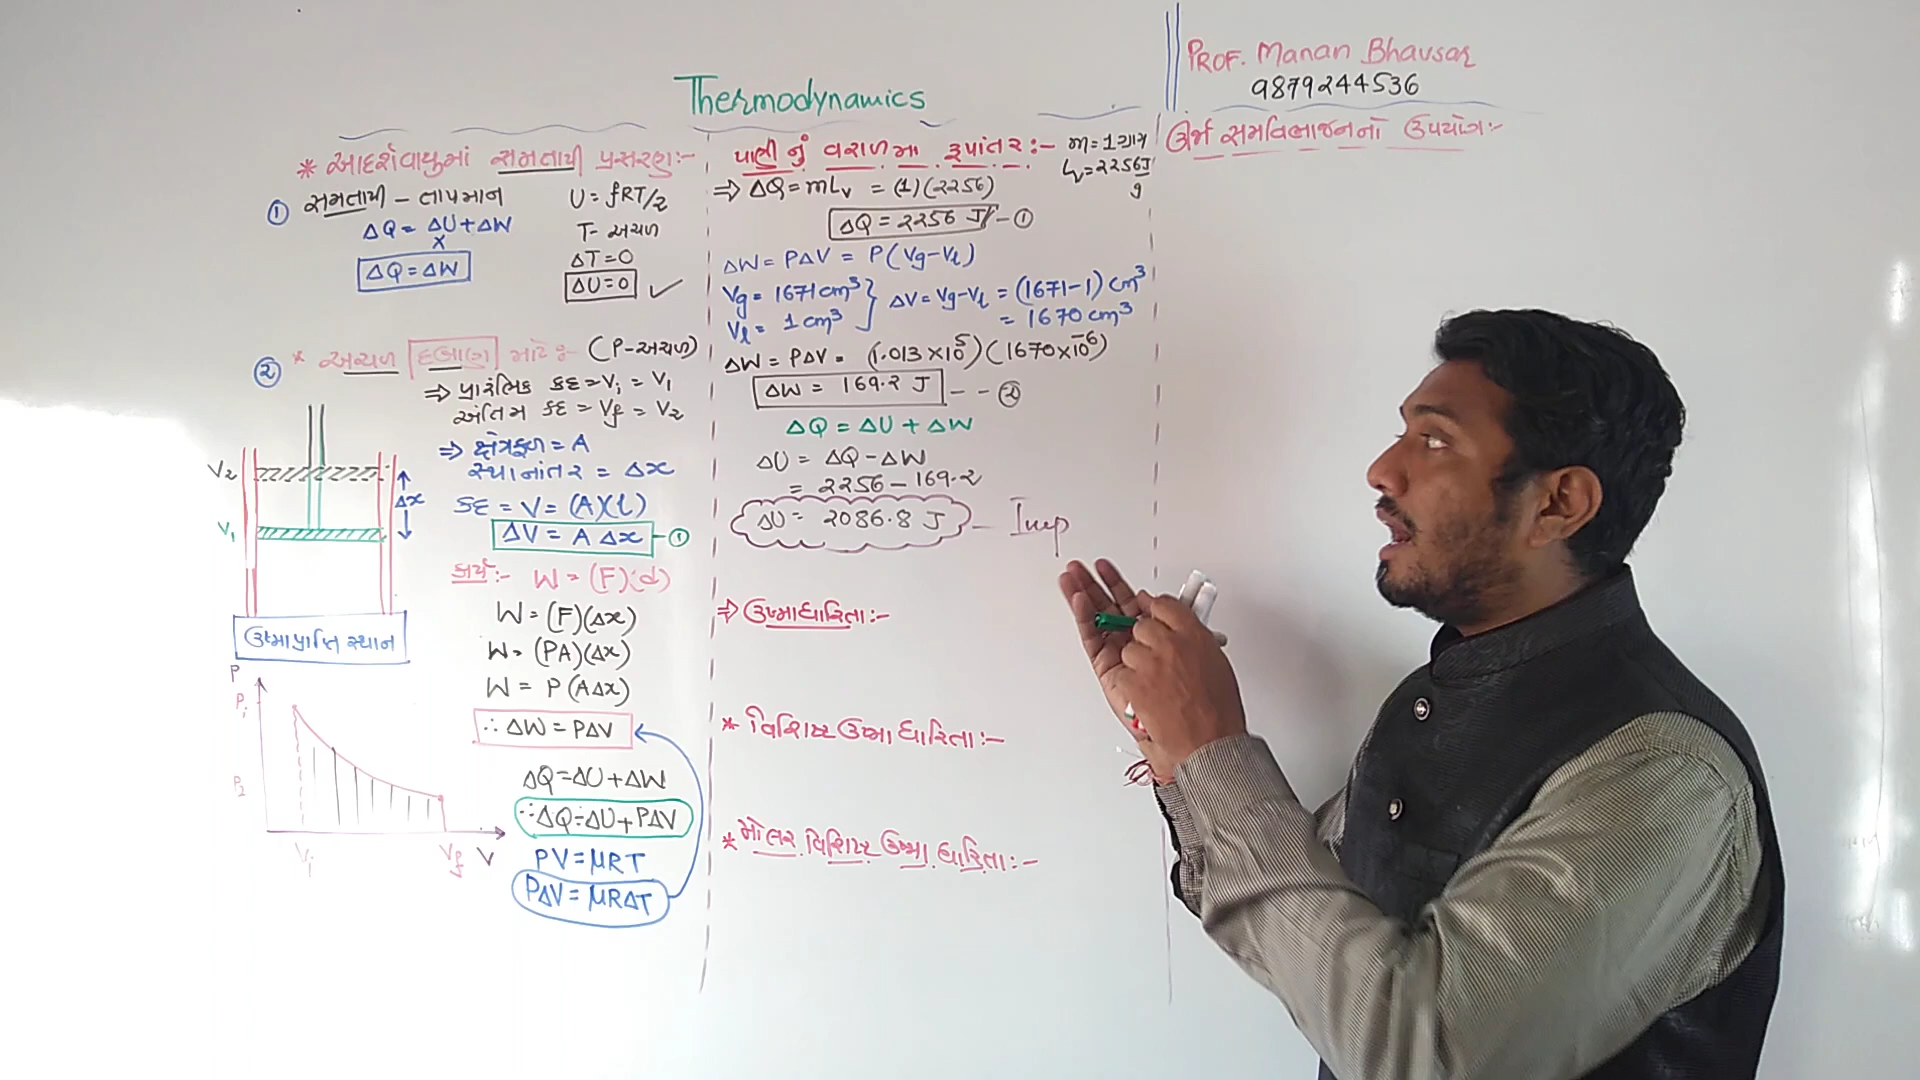 Thermodynamics
PROF. Manan Bhavsar
9879244536
* આદર્શવાયુમાં સમતાપી પ્રસરણ:-
① સમતાપી - તાપમાન
ΔQ = ΔU + ΔW
X
ΔQ = ΔW
U = fRT/2
T- અચળ
ΔT = 0
ΔU = 0 ✓
② * અચળ દબાણ માટે:- (P-અચળ)
⇒ પ્રારંભિક કદ = Vi = V1
અંતિમ કદ = Vf = V2
⇒ ક્ષેત્રફળ = A
સ્થાનાંતર = Δx
કદ = V = (A)(l)
ΔV = A Δx - ①
કાર્ય:- W = (F)(d)
W = (F)(Δx)
W = (PA)(Δx)
W = P(AΔx)
∴ ΔW = PΔV
ΔQ = ΔU + ΔW
∴ ΔQ = ΔU + PΔV
PV = μRT
PΔV = μRΔT
V2
V1
Δx
ઉષ્માપ્રાપ્તિ સ્થાન
P
Pi
P2
Vi
Vf
V
પાણી નું વરાળમાં રૂપાંતર:- m = 1 ગ્રામ
Lv = 2256 J/g
⇒ ΔQ = mLv = (1)(2256)
ΔQ = 2256 J - ①
ΔW = PΔV = P(Vg-Vl)
Vg = 1671 cm³
Vl = 1 cm³
} ΔV = Vg-Vl = (1671-1) cm³
= 1670 cm³
ΔW = PΔV = (1.013×10⁵)(1670×10⁻⁶)
ΔW = 169.2 J - - ②
ΔQ = ΔU + ΔW
ΔU = ΔQ - ΔW
= 2256 - 169.2
ΔU = 2086.8 J - Imp
⇒ ઉષ્માધારિતા:-
* વિશિષ્ટ ઉષ્મા ધારિતા:-
* મોલર વિશિષ્ટ ઉષ્મા ધારિતા:-
ઊર્જા સમવિભાજનનો ઉપયોગ:-